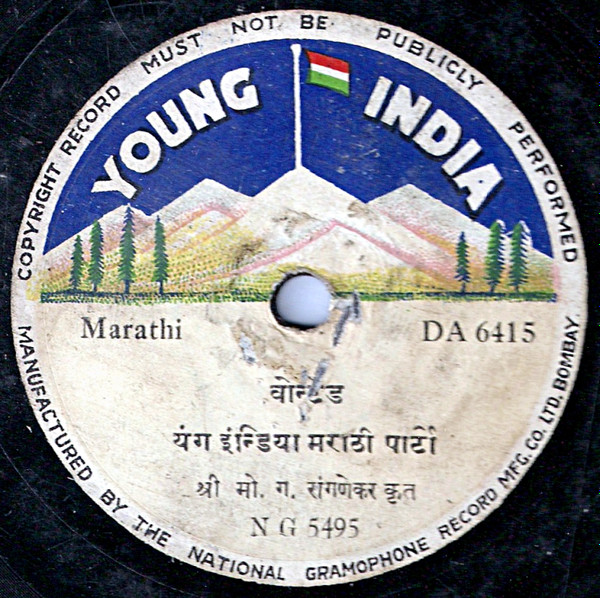 COPYRIGHT RECORD MUST NOT BE PUBLICLY PERFORMED
YOUNG INDIA
Marathi
DA 6415
वोन्टेड
यंग इंन्डिया मराठी पार्टी
श्री मो. ग. रांगणेकर कृत
N G 5495
MANUFACTURED BY THE NATIONAL GRAMOPHONE RECORD MFG. CO. LTD. BOMBAY.